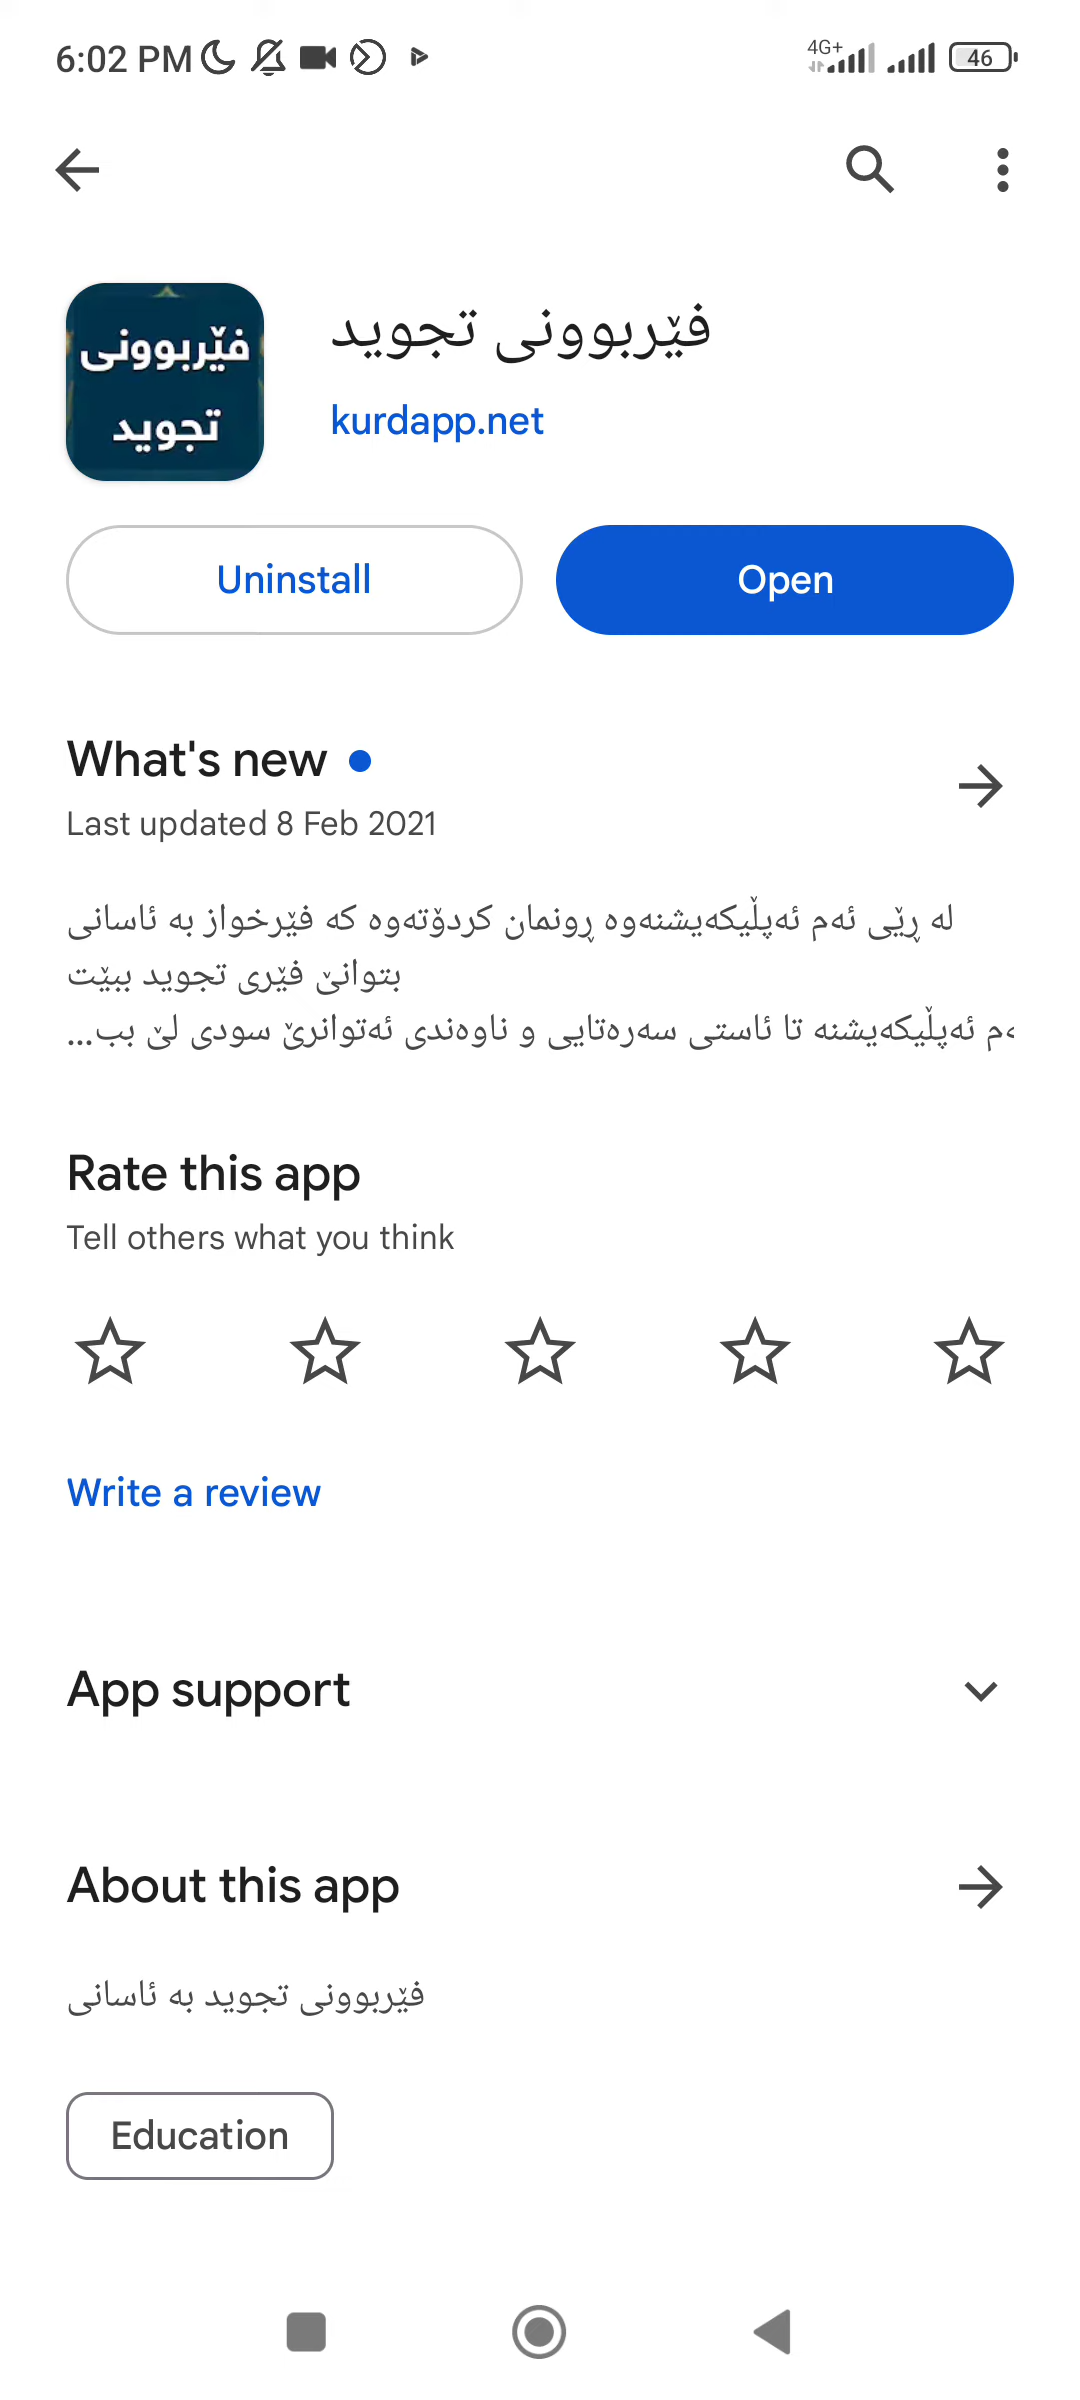 6:02 PM
4G+
46
فێربوونی
تجوید
فێربوونی تجوید
kurdapp.net
Uninstall
Open
What's new
Last updated 8 Feb 2021
لە ڕێی ئەم ئەپڵیکەیشنەوە ڕونمان کردۆتەوە کە فێرخواز بە ئاسانی
بتوانێ فێری تجوید ببێت
ەم ئەپڵیکەیشنە تا ئاستی سەرەتایی و ناوەندی ئەتوانرێ سودی لێ بب...
Rate this app
Tell others what you think
Write a review
App support
About this app
فێربوونی تجوید بە ئاسانی
Education